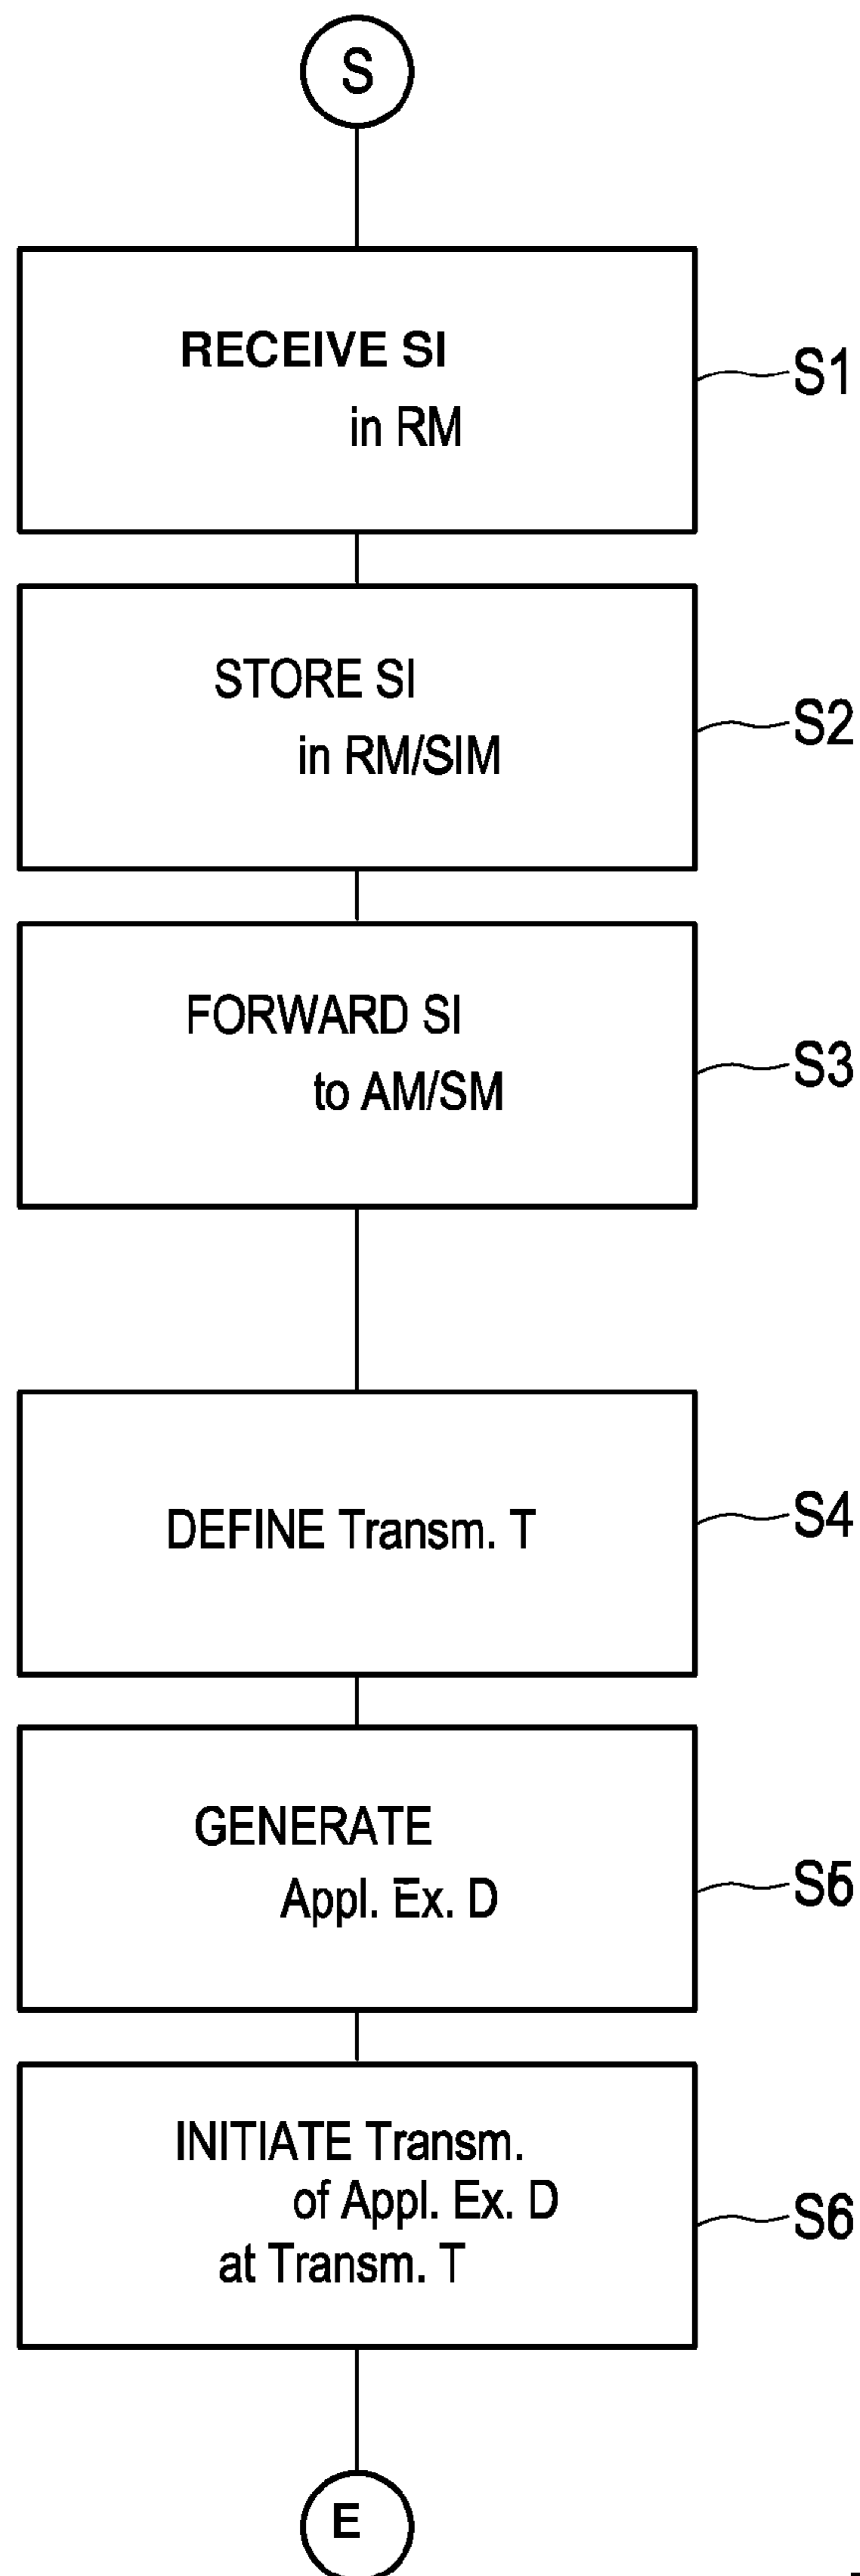 S
RECEIVE SI
in RM
S1
STORE SI
in RM/SIM
S2
FORWARD SI
to AM/SM
S3
DEFINE Transm. T
S4
GENERATE
Appl. Ex. D
S5
INITIATE Transm.
of Appl. Ex. D
at Transm. T
S6
E